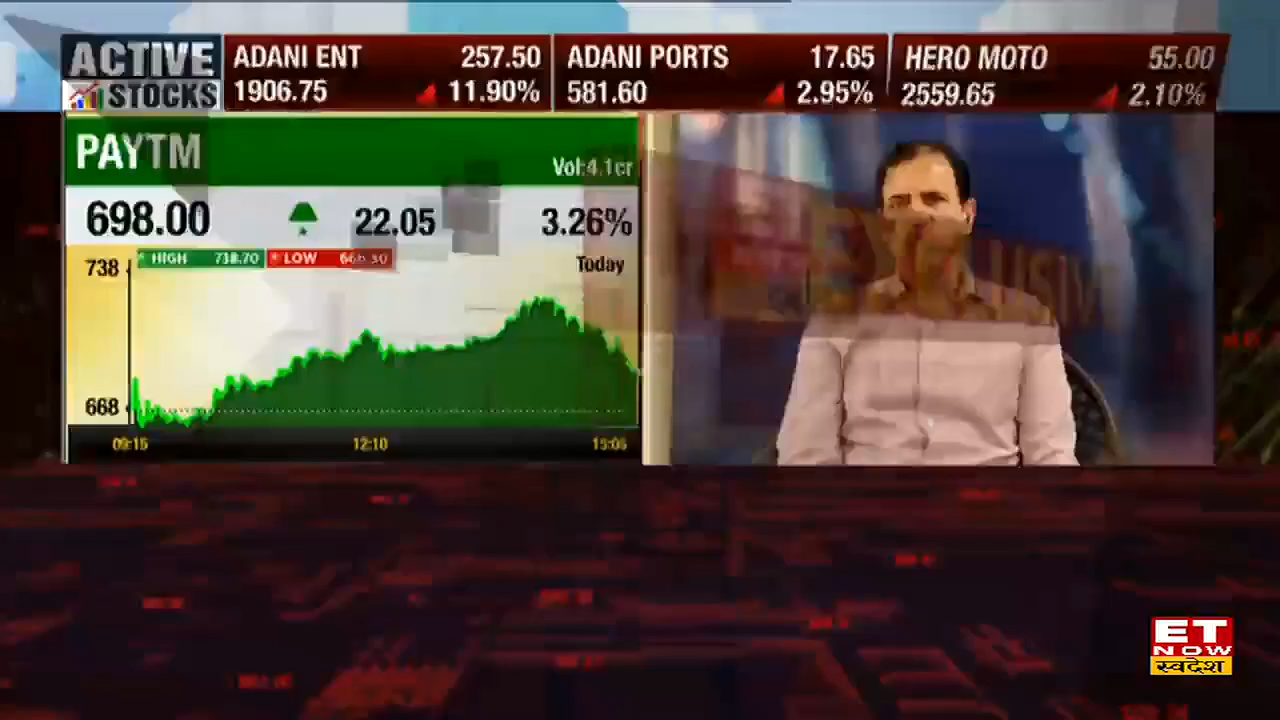 ACTIVE
STOCKS
ADANI ENT 257.50
1906.75 11.90%
ADANI PORTS 17.65
581.60 2.95%
HERO MOTO 55.00
2559.65 2.10%
PAYTM
Vol:4.1cr
698.00 22.05 3.26%
HIGH 738.70 LOW
Today
738
668
09:15 12:10 15:06
ET
NOW
स्वदेश